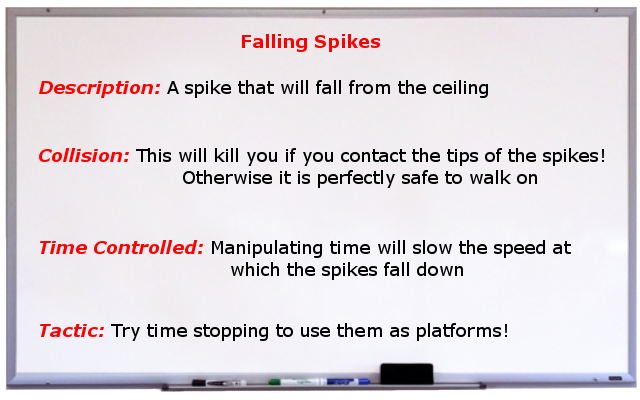 Falling Spikes
Description: A spike that will fall from the ceiling
Collision: This will kill you if you contact the tips of the spikes!
Otherwise it is perfectly safe to walk on
Time Controlled: Manipulating time will slow the speed at
which the spikes fall down
Tactic: Try time stopping to use them as platforms!